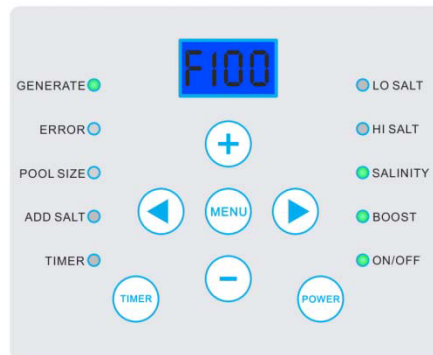 F100
GENERATE
ERROR
POOL SIZE
ADD SALT
TIMER
LO SALT
HI SALT
SALINITY
BOOST
ON/OFF
+
MENU
−
TIMER
POWER